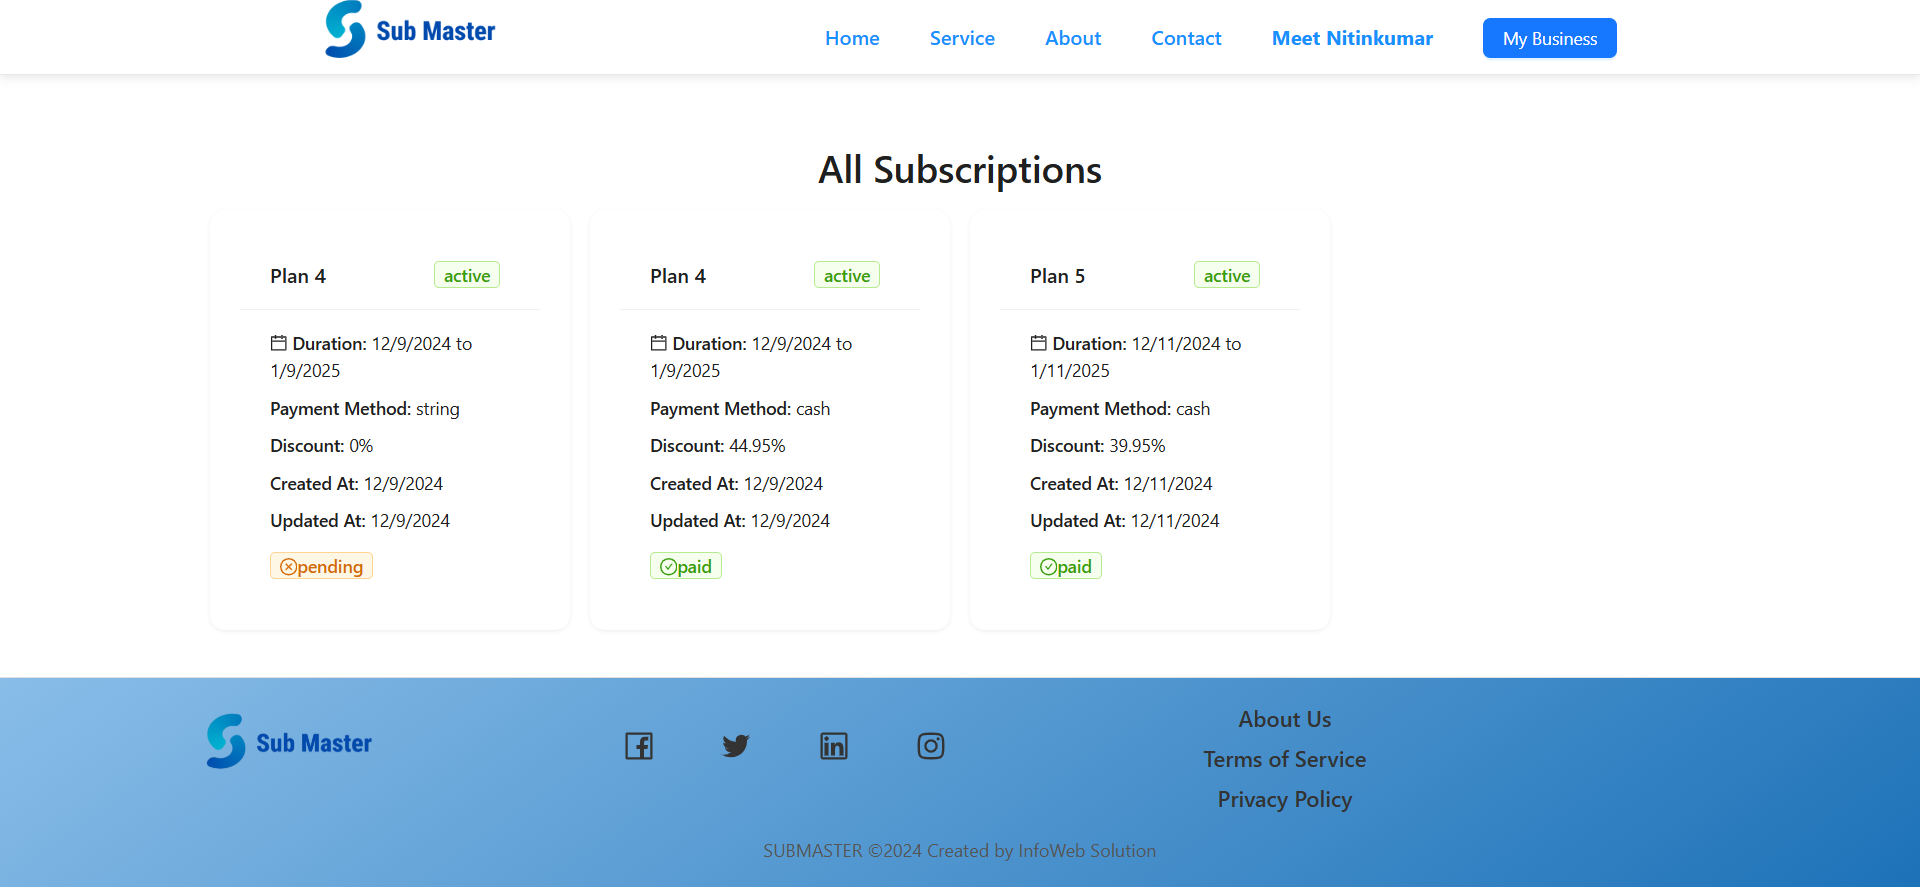 Sub Master
Home Service About Contact Meet Nitinkumar My Business
All Subscriptions
Plan 4 active
Duration: 12/9/2024 to
1/9/2025
Payment Method: string
Discount: 0%
Created At: 12/9/2024
Updated At: 12/9/2024
pending
Plan 4 active
Duration: 12/9/2024 to
1/9/2025
Payment Method: cash
Discount: 44.95%
Created At: 12/9/2024
Updated At: 12/9/2024
paid
Plan 5 active
Duration: 12/11/2024 to
1/11/2025
Payment Method: cash
Discount: 39.95%
Created At: 12/11/2024
Updated At: 12/11/2024
paid
Sub Master
About Us
Terms of Service
Privacy Policy
SUBMASTER ©2024 Created by InfoWeb Solution